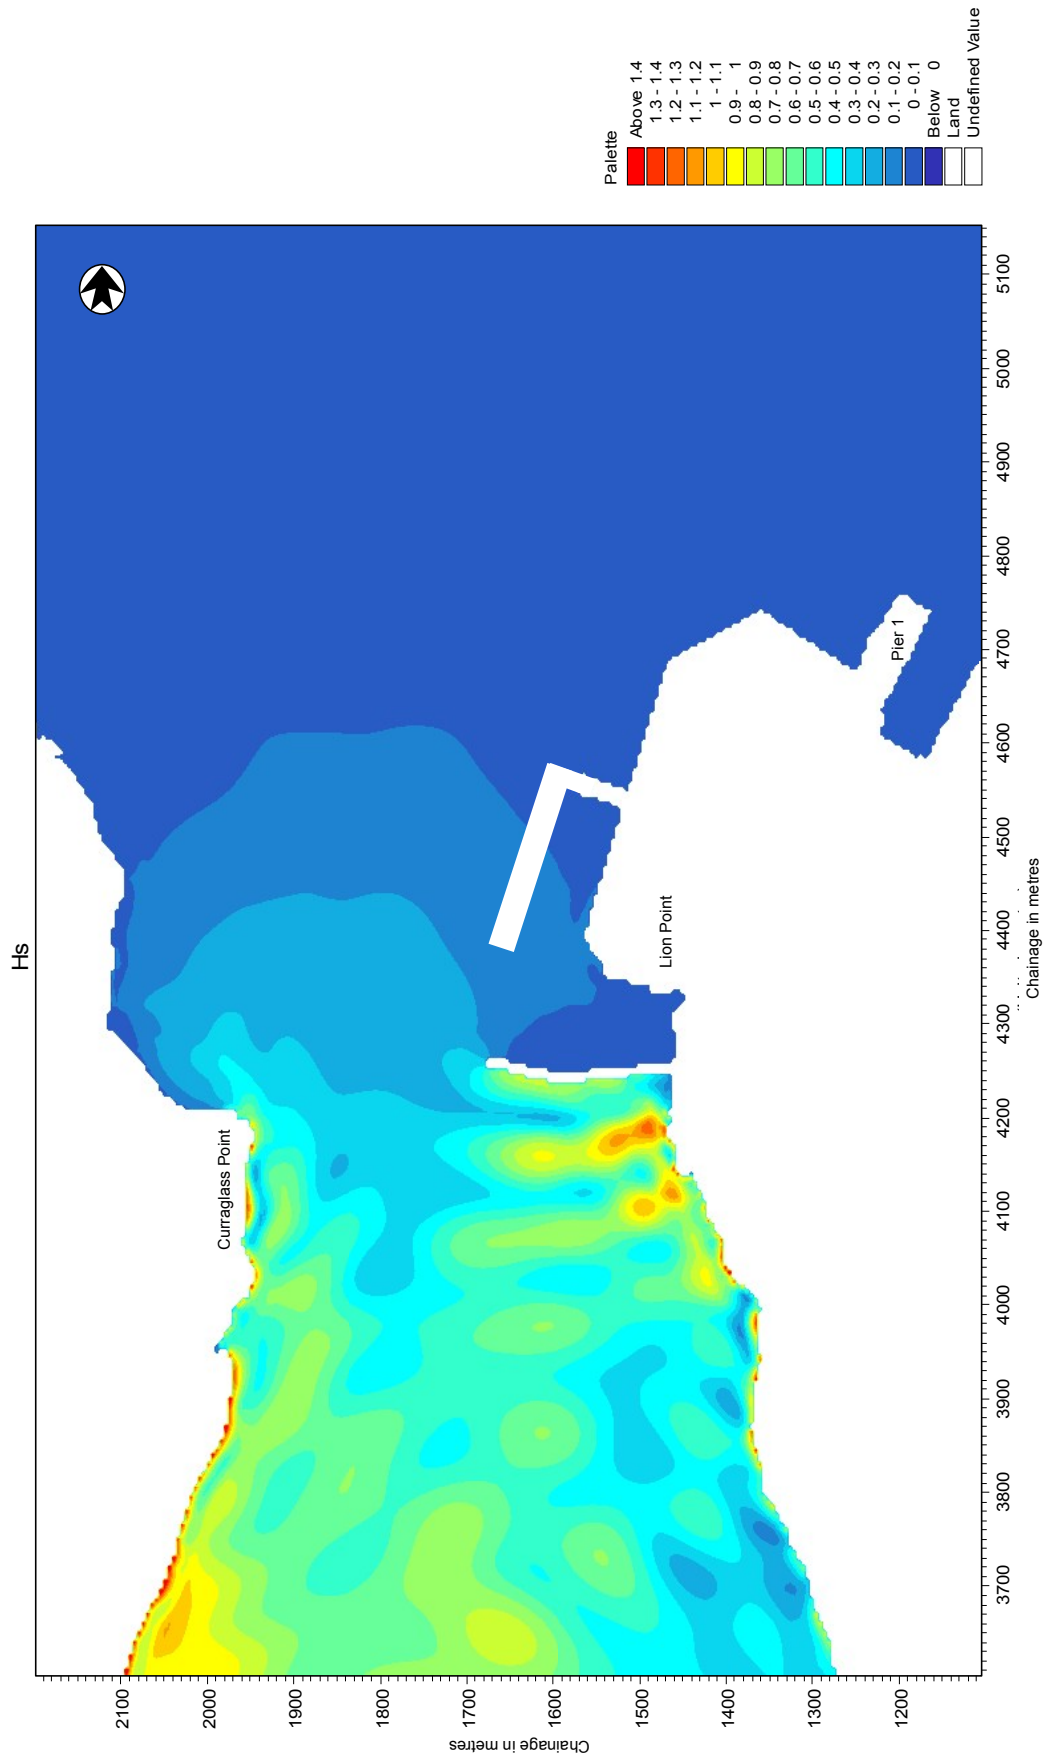 Hs
Palette
Above 1.4
1.3 - 1.4
1.2 - 1.3
1.1 - 1.2
1 - 1.1
0.9 - 1
0.8 - 0.9
0.7 - 0.8
0.6 - 0.7
0.5 - 0.6
0.4 - 0.5
0.3 - 0.4
0.2 - 0.3
0.1 - 0.2
0 - 0.1
Below 0
Land
Undefined Value
Curraglass Point
Lion Point
Pier 1
2100
2000
1900
1800
1700
1600
1500
1400
1300
1200
Chainage in metres
3700
3800
3900
4000
4100
4200
4300
4400
4500
4600
4700
4800
4900
5000
5100
Chainage in metres